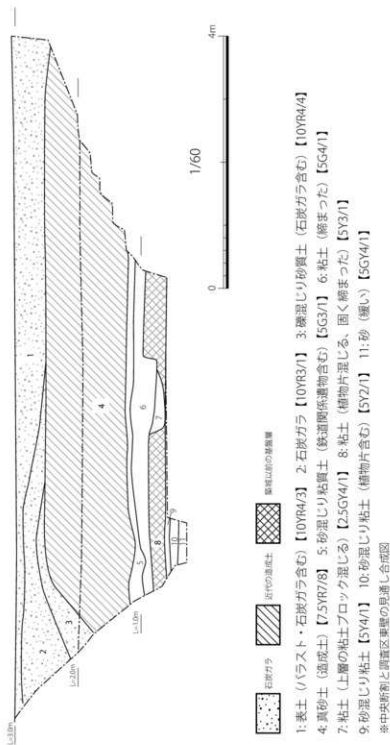 L=3.0m
L=2.0m
L=1.0m
1
2
3
4
5
6
7
8
9
10
11
0
4m
1/60
石炭ガラ
近代の造成土
築城以前の基盤層
1: 表土（バラスト・石炭ガラ含む）【10YR4/3】 2: 石炭ガラ【10YR3/1】 3: 礫混じり砂質土（石炭ガラ含む）【10YR4/4】
4: 真砂土（造成土）【7.5YR7/8】 5: 砂混じり粘質土（鉄道関係遺物含む）【5G3/1】 6: 粘土（締まった）【5G4/1】
7: 粘土（上層の粘土ブロック混じる）【2.5GY4/1】 8: 粘土（植物片混じる、固く締まった）【5Y3/1】
9: 砂混じり粘土【5Y4/1】 10: 砂混じり粘土（植物片含む）【5Y2/1】 11: 砂（緩い）【5GY4/1】
※中央断割と調査区東壁の見通し合成図